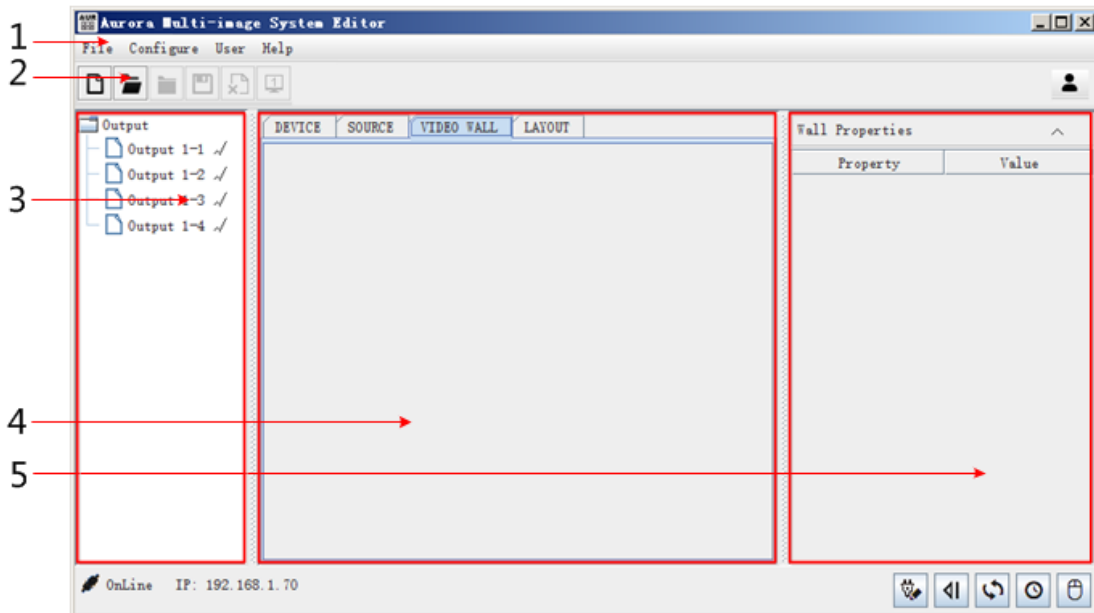 AUR
Aurora Multi-image System Editor
1
File Configure User Help
2
1
Output
Output 1-1
Output 1-2
3
Output 1-3
Output 1-4
DEVICE SOURCE VIDEO WALL LAYOUT
4
Wall Properties
Property Value
5
OnLine IP: 192.168.1.70